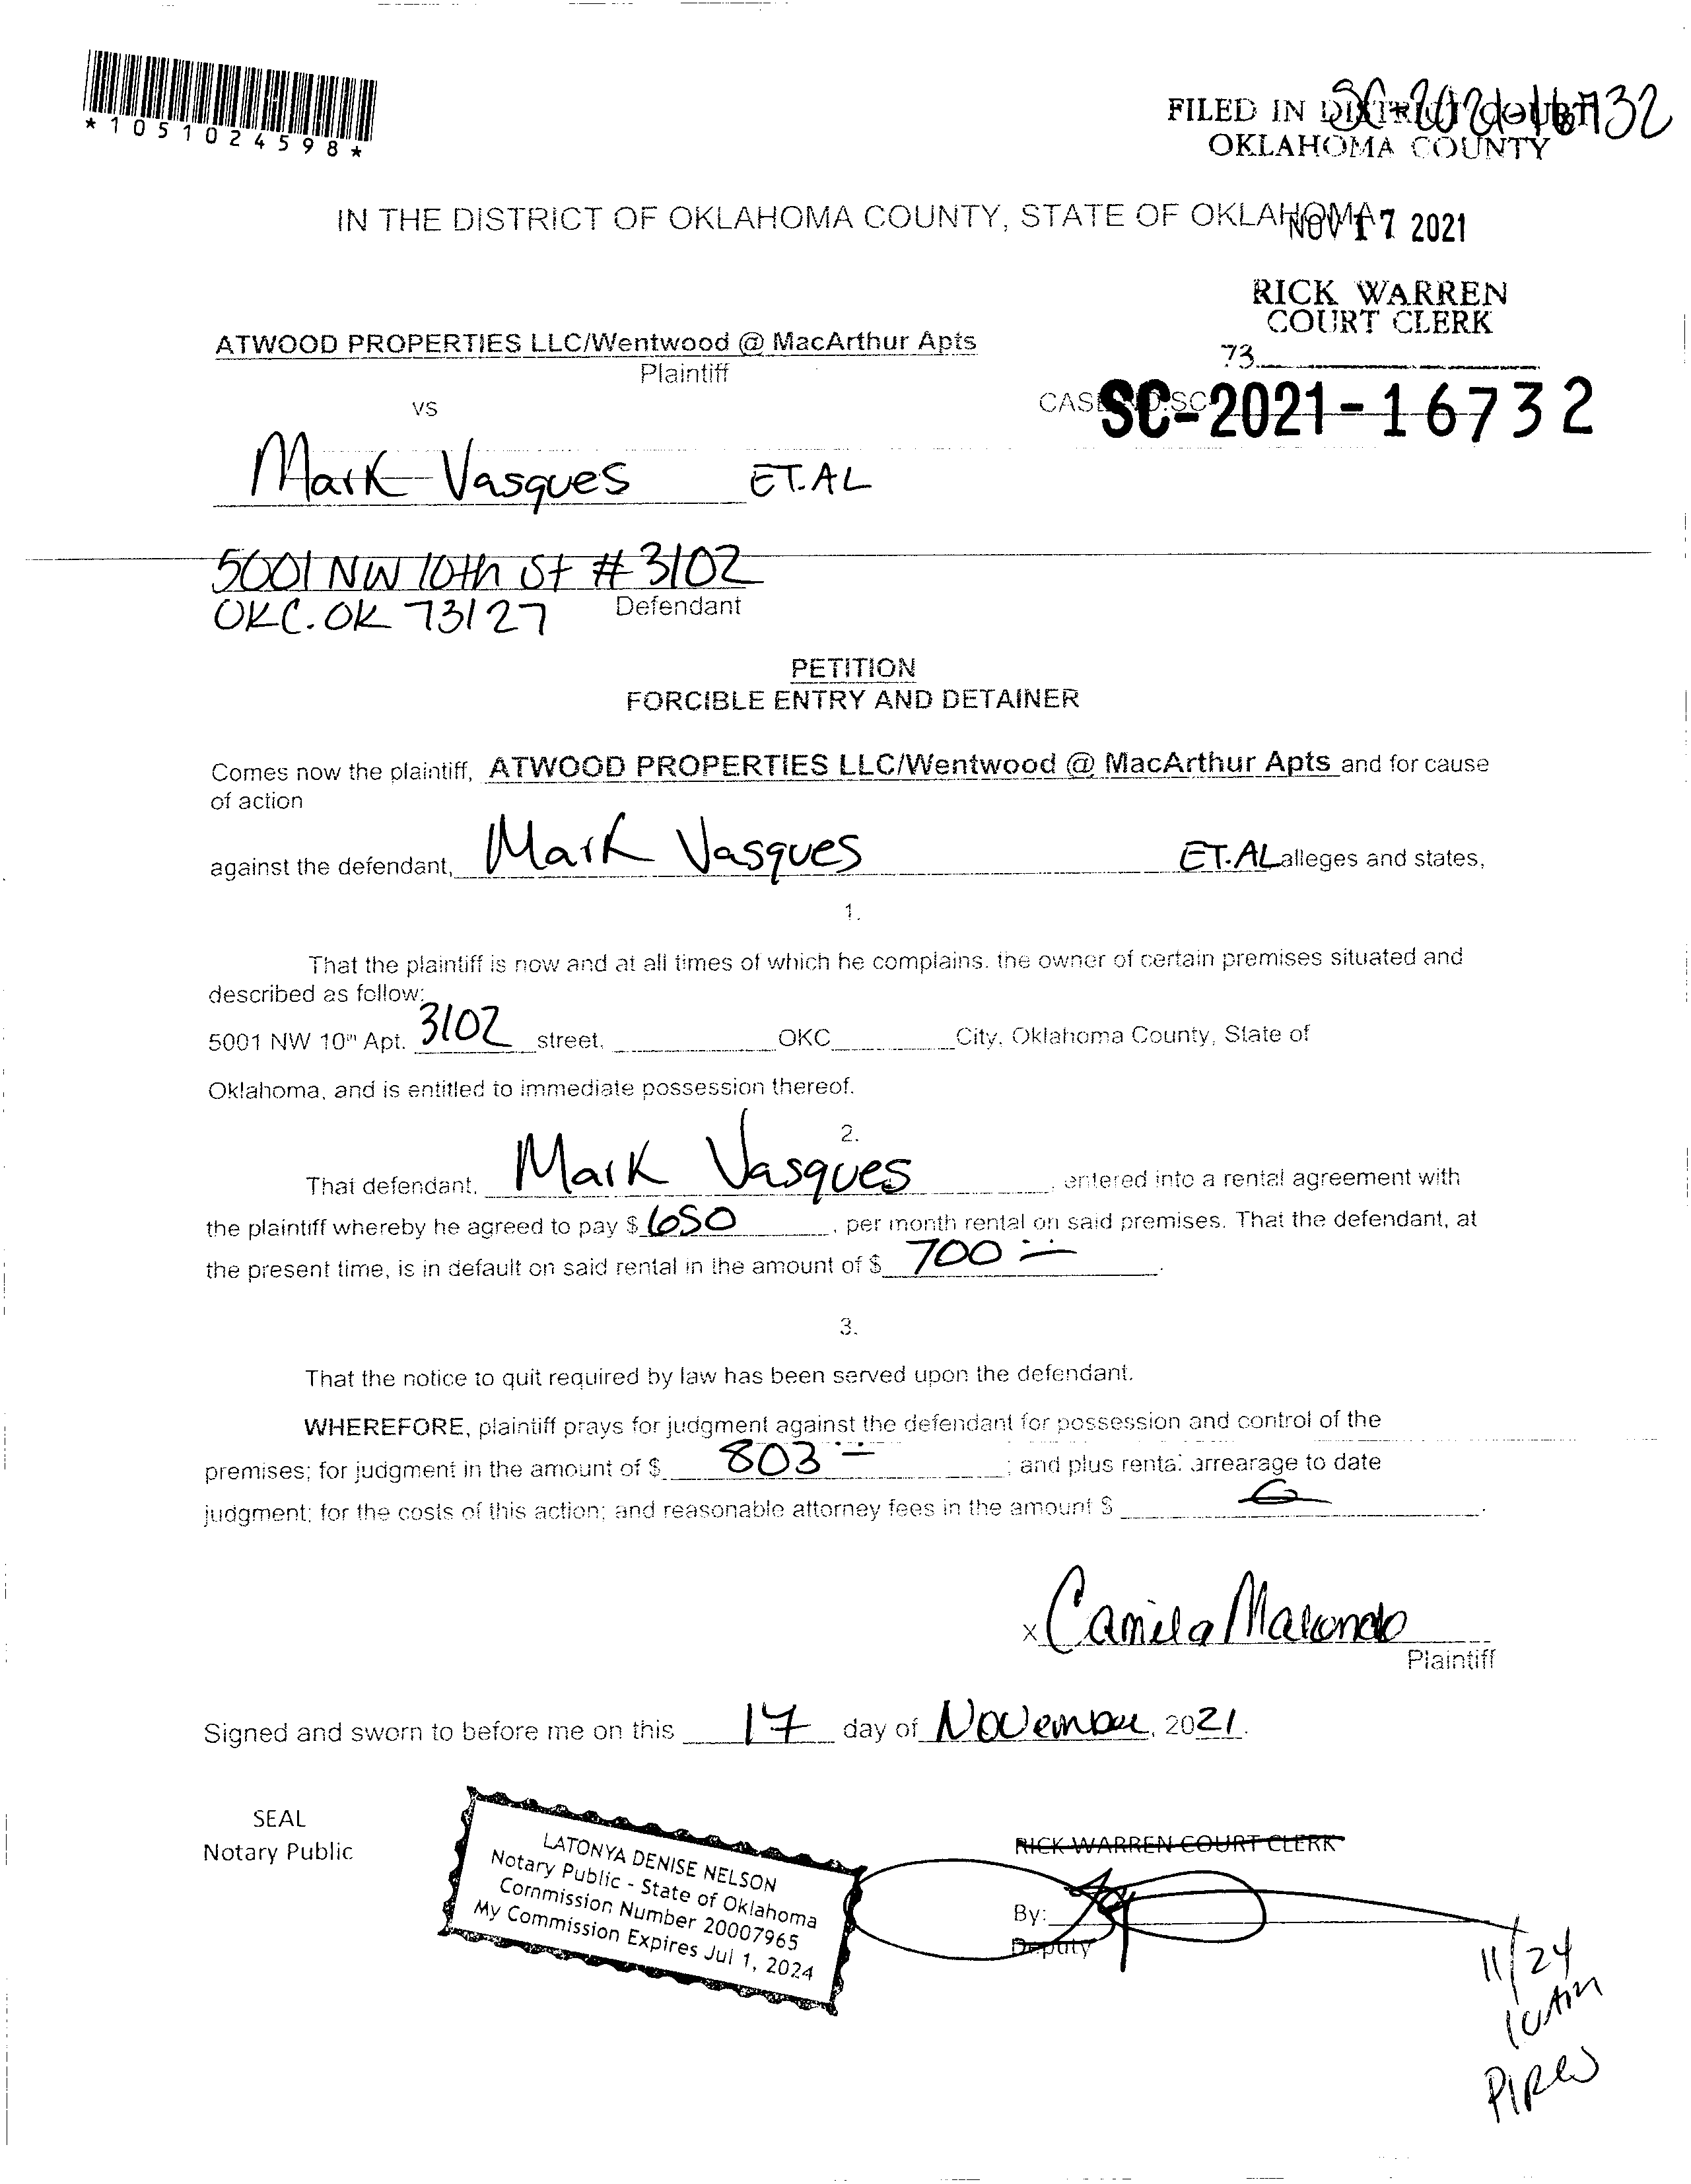 *1051024598*
SC-2021-16732
FILED IN DISTRICT COURT
OKLAHOMA COUNTY
IN THE DISTRICT OF OKLAHOMA COUNTY, STATE OF OKLAHOMA
NOV 17 2021
RICK WARREN
COURT CLERK
73
ATWOOD PROPERTIES LLC/Wentwood @ MacArthur Apts
Plaintiff
vs
CASE NO.SC-
SC-2021-16732
Mark Vasques ET.AL
5001 NW 10th St # 3102
OKC. OK 73127 Defendant
PETITION
FORCIBLE ENTRY AND DETAINER
Comes now the plaintiff, ATWOOD PROPERTIES LLC/Wentwood @ MacArthur Apts and for cause
of action
against the defendant, Mark Vasques ET.AL alleges and states,
1.
That the plaintiff is now and at all times of which he complains. the owner of certain premises situated and
described as follow:
5001 NW 10th Apt. 3102 street, OKC City, Oklahoma County, State of
Oklahoma, and is entitled to immediate possession thereof.
2.
That defendant, Mark Vasques, entered into a rental agreement with
the plaintiff whereby he agreed to pay $ 650, per month rental on said premises. That the defendant, at
the present time, is in default on said rental in the amount of $ 700.
3.
That the notice to quit required by law has been served upon the defendant.
WHEREFORE, plaintiff prays for judgment against the defendant for possession and control of the
premises; for judgment in the amount of $ 803; and plus rental arrearage to date
judgment; for the costs of this action; and reasonable attorney fees in the amount $
x Camila
Plaintiff
Signed and sworn to before me on this 17 day of November, 2021.
SEAL
Notary Public
LATONYA DENISE NELSON
Notary Public - State of Oklahoma
Commission Number 20007965
My Commission Expires Jul 1, 2024
RICK WARREN COURT CLERK
By:
Deputy
11/24
10AM